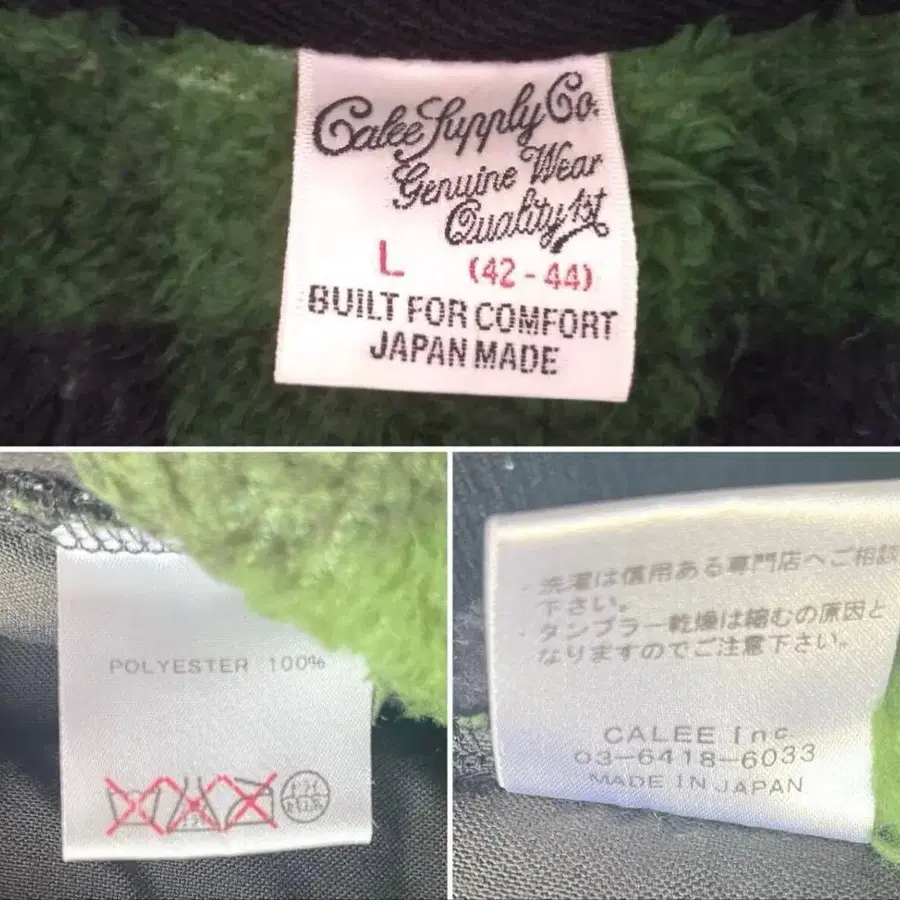 Calee Supply Co.
Genuine Wear
Quality 1st
L (42-44)
BUILT FOR COMFORT
JAPAN MADE
POLYESTER 100%
・洗濯は信用ある専門店へご相談
下さい。
・タンブラー乾燥は縮むの原因と
なりますのでご注意下さい。
CALEE Inc
03-6418-6033
MADE IN JAPAN